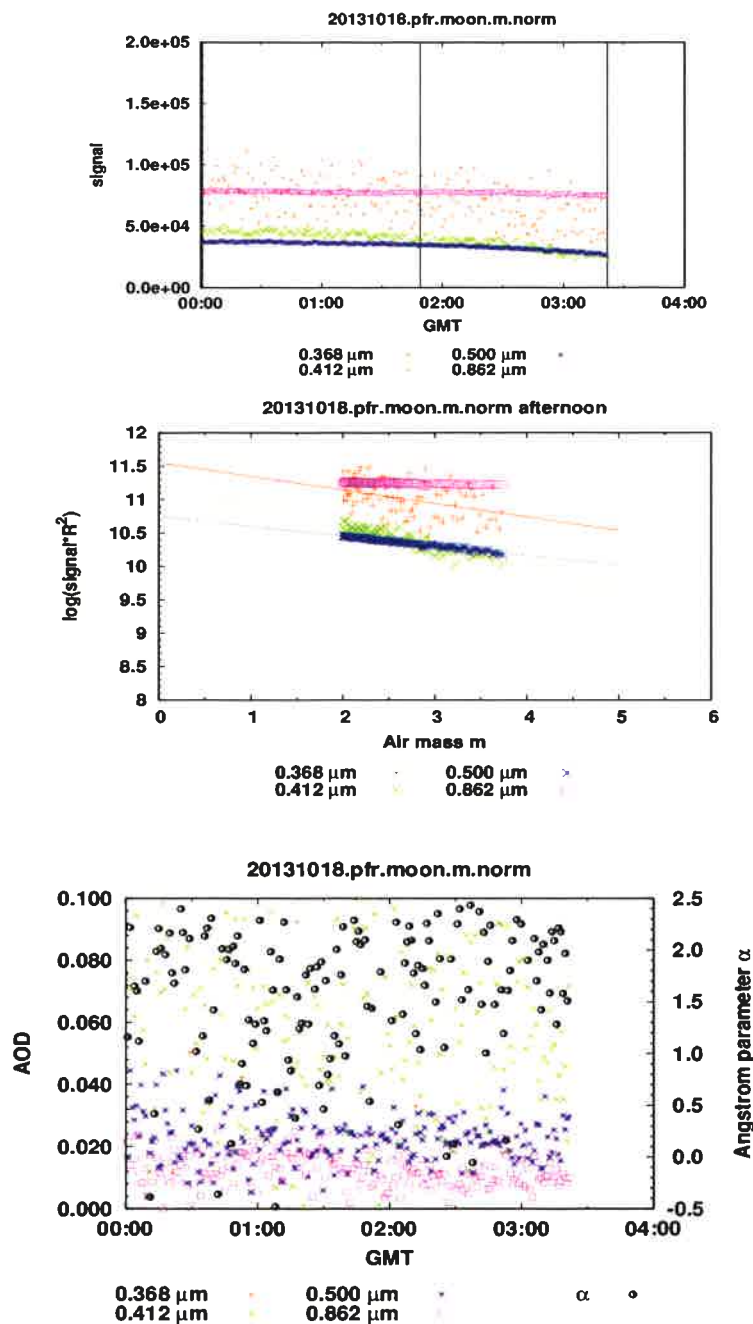 20131018.pfr.moon.m.norm
2.0e+05
1.5e+05
1.0e+05
5.0e+04
0.0e+00
signal
00:00 01:00 02:00 03:00 04:00
GMT
0.368 μm 0.500 μm
0.412 μm 0.862 μm
20131018.pfr.moon.m.norm afternoon
12
11.5
11
10.5
10
9.5
9
8.5
8
log(signal*R²)
0 1 2 3 4 5 6
Air mass m
0.368 μm 0.500 μm
0.412 μm 0.862 μm
20131018.pfr.moon.m.norm
0.100 2.5
0.080 2.0
0.060 1.5
0.040 1.0
0.020 0.5
0.000 0.0
-0.5
AOD
Angstrom parameter α
00:00 01:00 02:00 03:00 04:00
GMT
0.368 μm 0.500 μm α
0.412 μm 0.862 μm